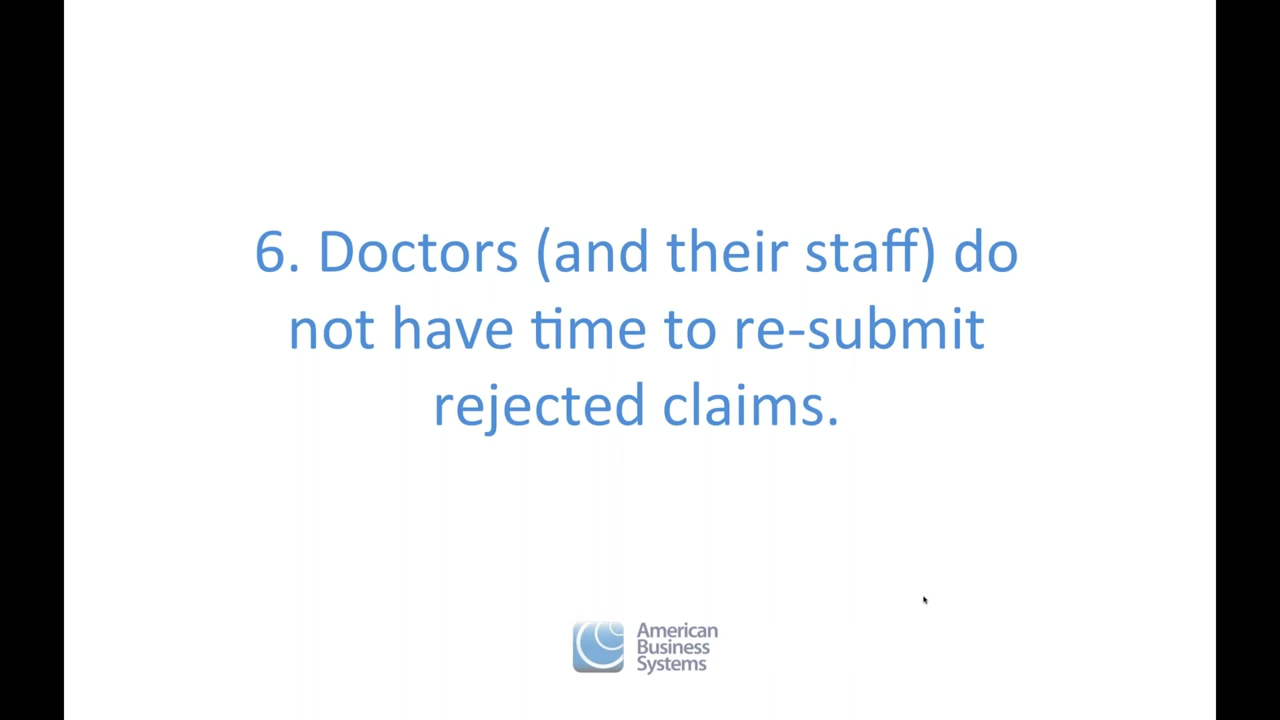 6. Doctors (and their staff) do
not have time to re-submit
rejected claims.
American
Business
Systems